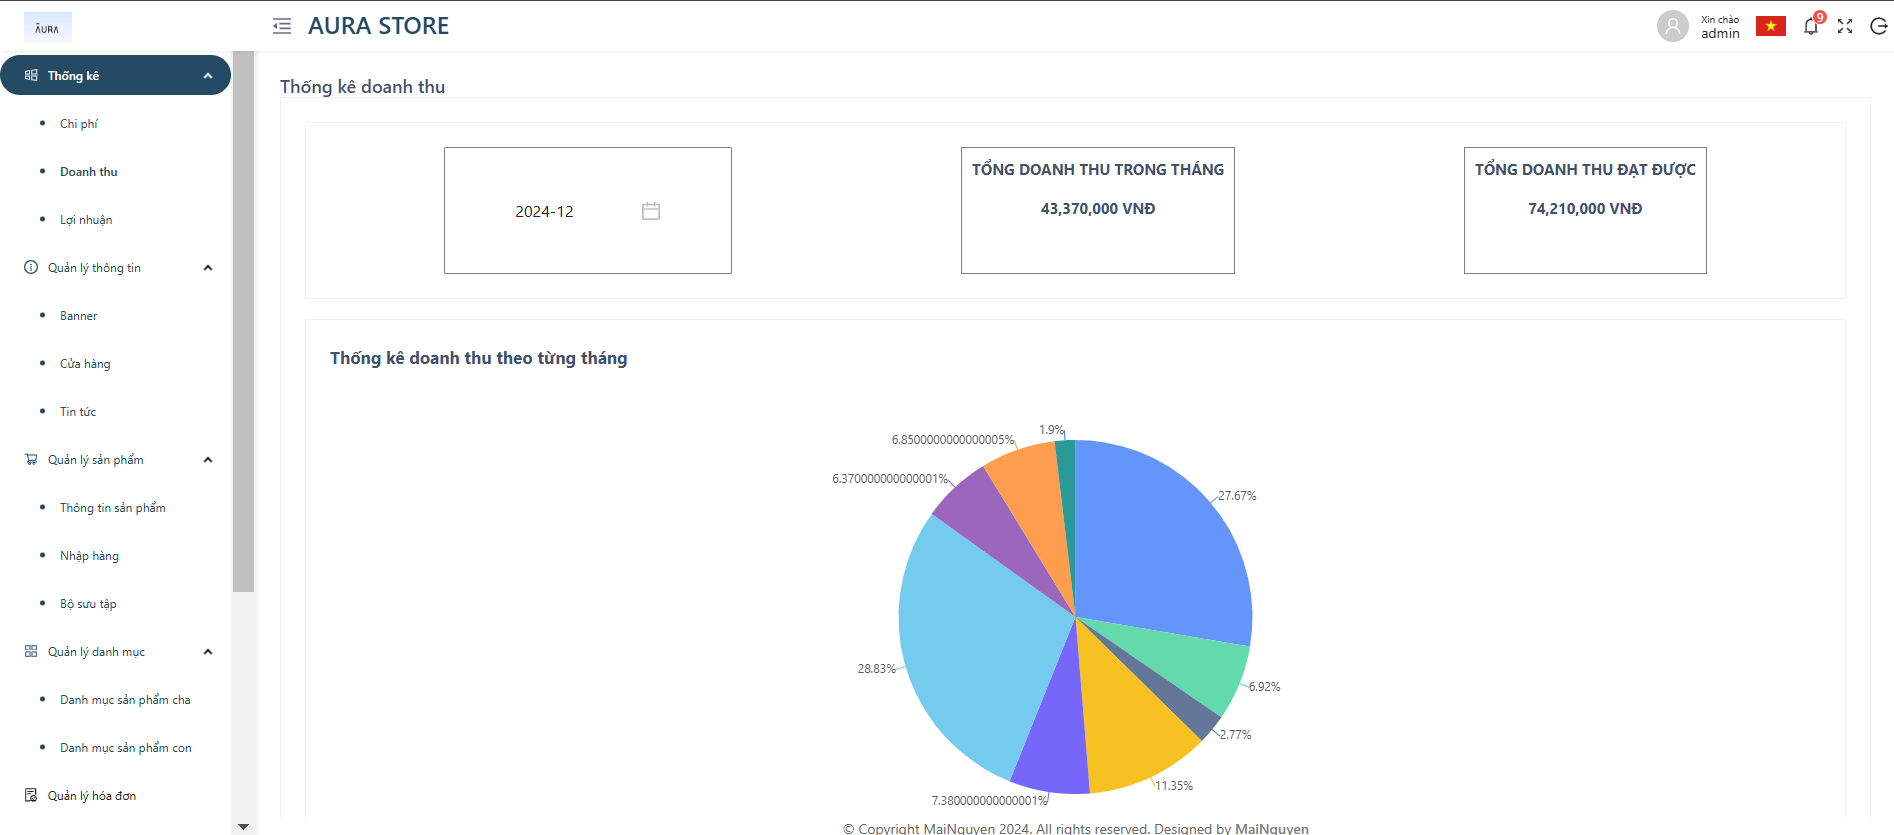 ĀURA
AURA STORE
Xin chào
admin
9
Thống kê
Chi phí
Doanh thu
Lợi nhuận
Quản lý thông tin
Banner
Cửa hàng
Tin tức
Quản lý sản phẩm
Thông tin sản phẩm
Nhập hàng
Bộ sưu tập
Quản lý danh mục
Danh mục sản phẩm cha
Danh mục sản phẩm con
Quản lý hóa đơn
Thống kê doanh thu
2024-12
TỔNG DOANH THU TRONG THÁNG
43,370,000 VNĐ
TỔNG DOANH THU ĐẠT ĐƯỢC
74,210,000 VNĐ
Thống kê doanh thu theo từng tháng
1.9%
6.8500000000000005%
6.370000000000001%
27.67%
28.83%
6.92%
2.77%
11.35%
7.380000000000001%
© Copyright MaiNguyen 2024. All rights reserved. Designed by MaiNguyen